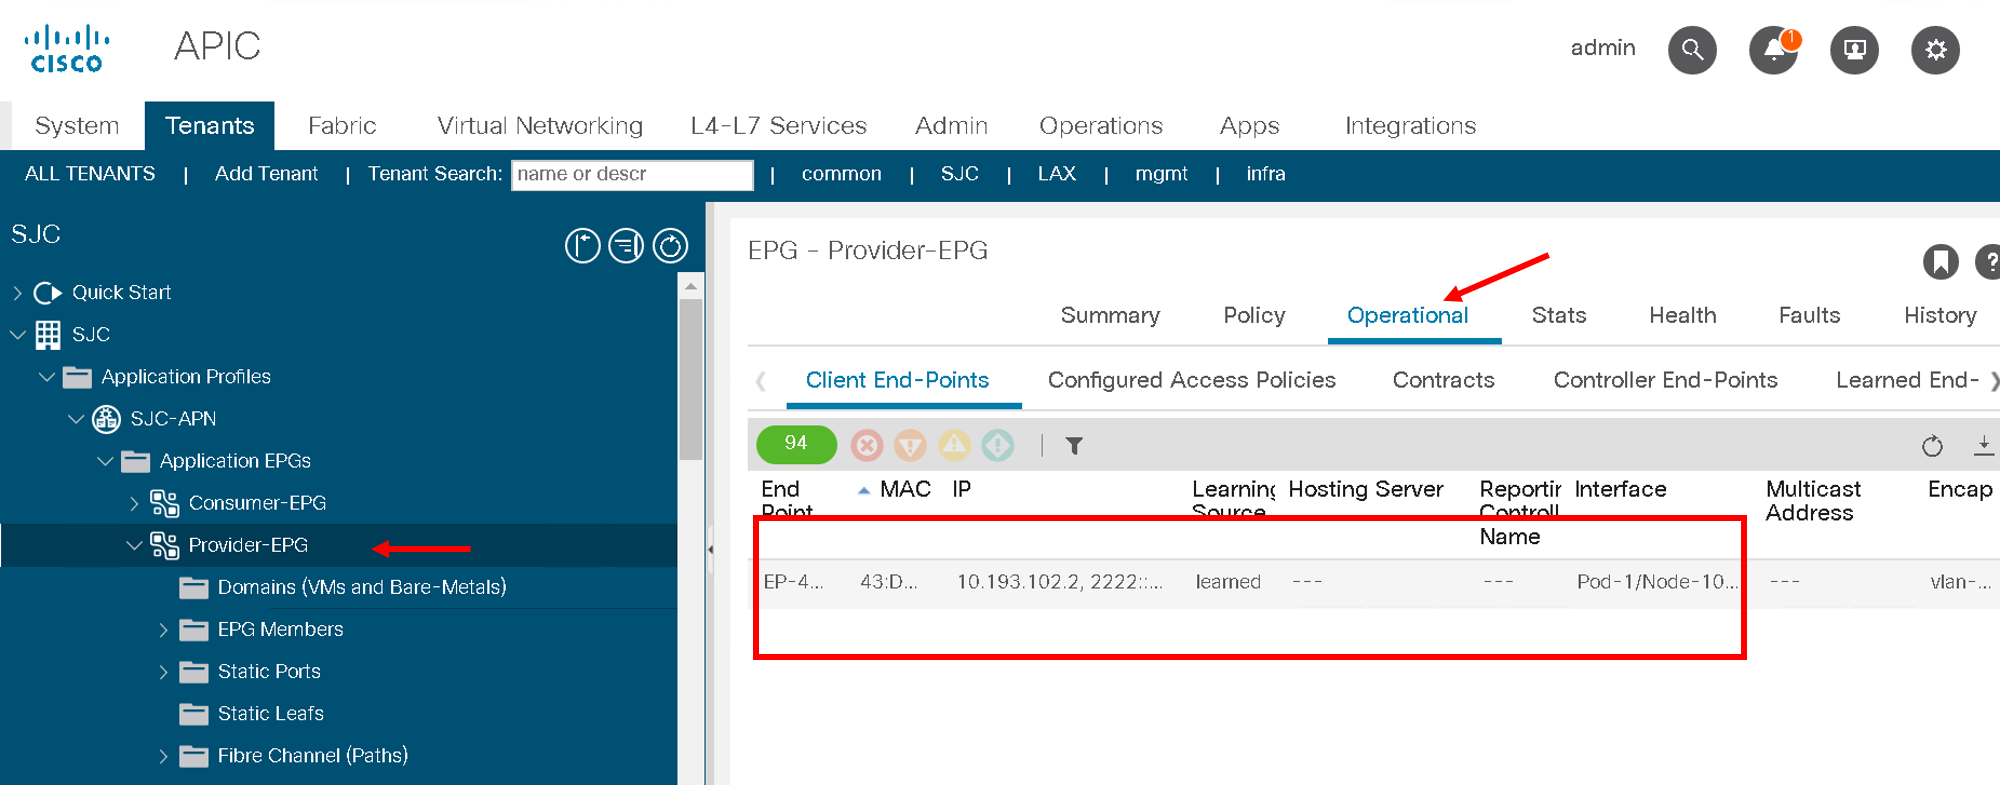 CISCO APIC admin 1
System Tenants Fabric Virtual Networking L4-L7 Services Admin Operations Apps Integrations
ALL TENANTS | Add Tenant | Tenant Search: name or descr | common | SJC | LAX | mgmt | infra
SJC
Quick Start
SJC
Application Profiles
SJC-APN
Application EPGs
Consumer-EPG
Provider-EPG
Domains (VMs and Bare-Metals)
EPG Members
Static Ports
Static Leafs
Fibre Channel (Paths)
EPG - Provider-EPG
?
Summary Policy Operational Stats Health Faults History
Client End-Points Configured Access Policies Contracts Controller End-Points Learned End-
94
End MAC IP Learning Hosting Server Reportir Interface Multicast Encap
Point Source Controll Address
Name
EP-4... 43:D... 10.193.102.2, 2222::... learned --- --- Pod-1/Node-10... --- vlan-...